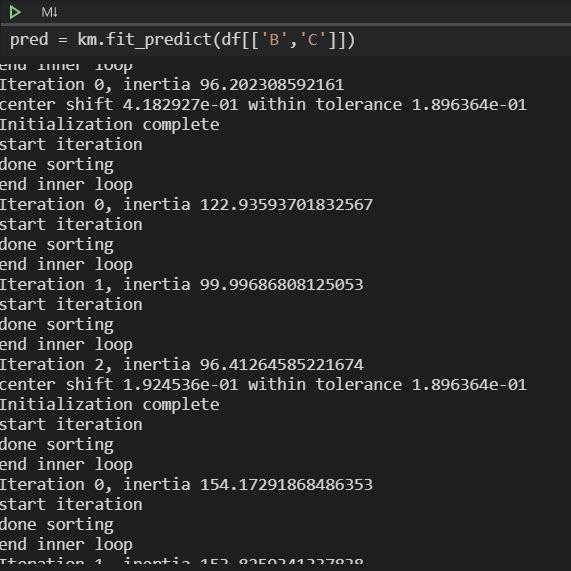 M↓
pred = km.fit_predict(df[['B','C']])
end inner loop
Iteration 0, inertia 96.202308592161
center shift 4.182927e-01 within tolerance 1.896364e-01
Initialization complete
start iteration
done sorting
end inner loop
Iteration 0, inertia 122.93593701832567
start iteration
done sorting
end inner loop
Iteration 1, inertia 99.99686808125053
start iteration
done sorting
end inner loop
Iteration 2, inertia 96.41264585221674
center shift 1.924536e-01 within tolerance 1.896364e-01
Initialization complete
start iteration
done sorting
end inner loop
Iteration 0, inertia 154.17291868486353
start iteration
done sorting
end inner loop
Iteration 1, inertia